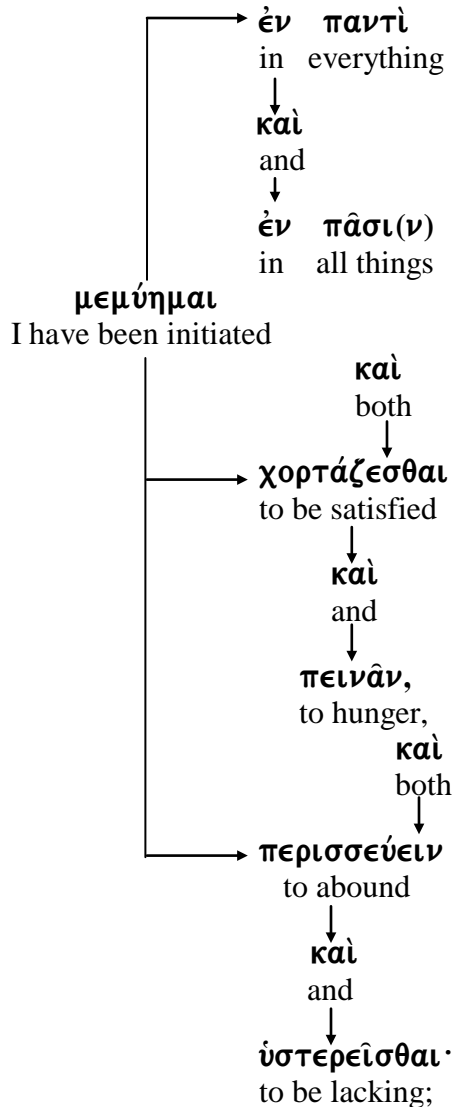 ἐν παντὶ
in everything
καὶ
and
ἐν πᾶσι(ν)
in all things
μεμύημαι
I have been initiated
καὶ
both
χορτάζεσθαι
to be satisfied
καὶ
and
πεινᾶν,
to hunger,
καὶ
both
περισσεύειν
to abound
καὶ
and
ὑστερεῖσθαι·
to be lacking;